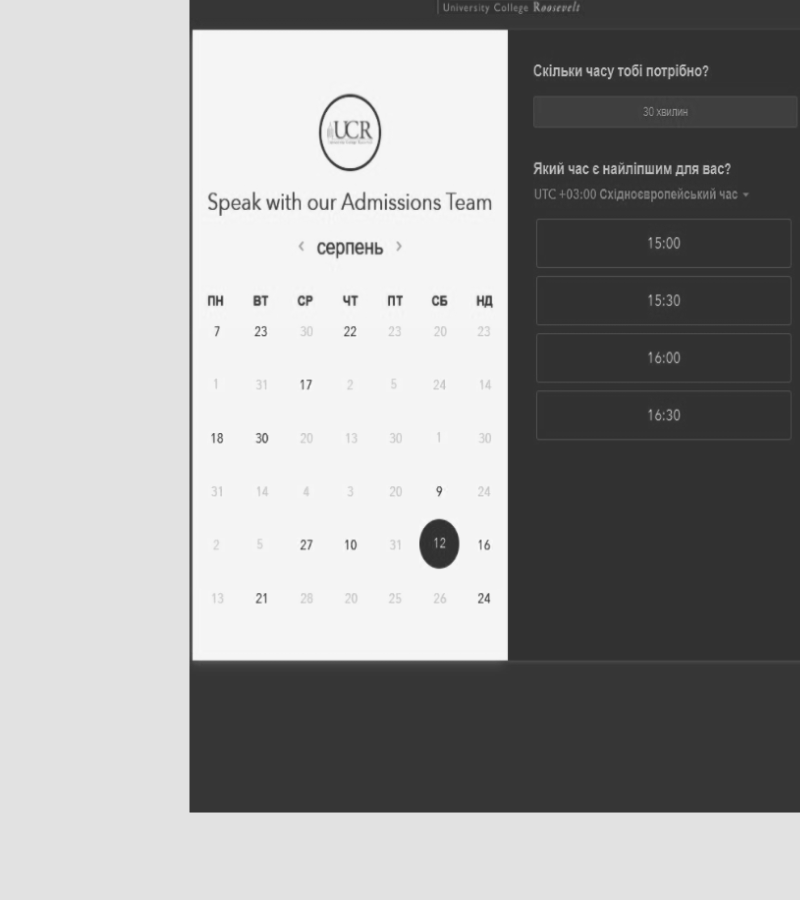 University College Roosevelt
UCR
Speak with our Admissions Team
‹ серпень ›
ПН ВТ СР ЧТ ПТ СБ НД
7 23 30 22 23 20 23
1 31 17 2 5 24 14
18 30 20 13 30 1 30
31 14 4 3 20 9 24
2 5 27 10 31 12 16
13 21 28 20 25 26 24
Скільки часу тобі потрібно?
30 хвилин
Який час є найліпшим для вас?
UTC +03:00 Східноєвропейський час
15:00
15:30
16:00
16:30